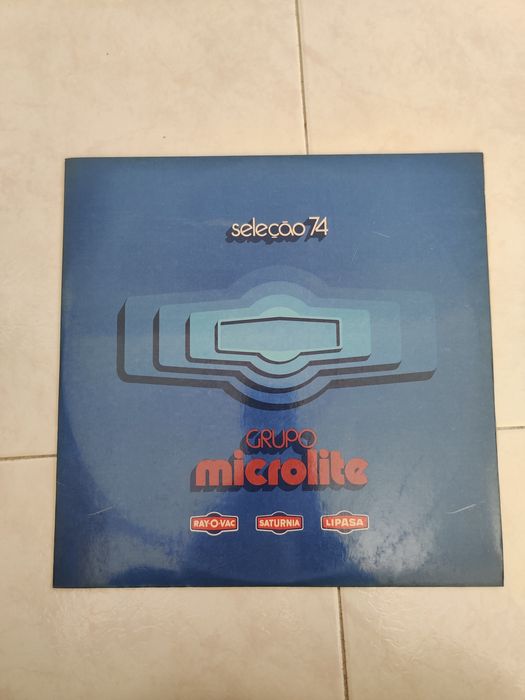 seleção 74
GRUPO
microlite
RAY-O-VAC SATURNIA LIPASA